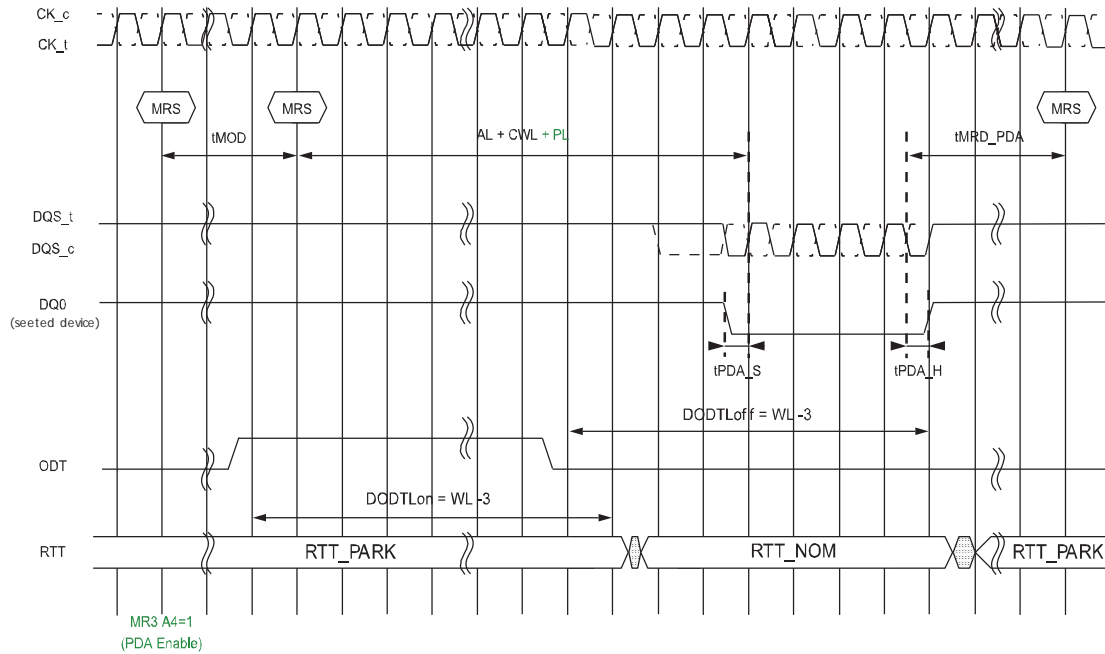 CK_c
CK_t
MRS
MRS
MRS
tMOD
AL + CWL + PL
tMRD_PDA
DQS_t
DQS_c
DQ0
(seeted device)
tPDA_S
tPDA_H
DODTLoff = WL -3
ODT
DODTLon = WL -3
RTT
RTT_PARK
RTT_NOM
RTT_PARK
MR3 A4=1
(PDA Enable)